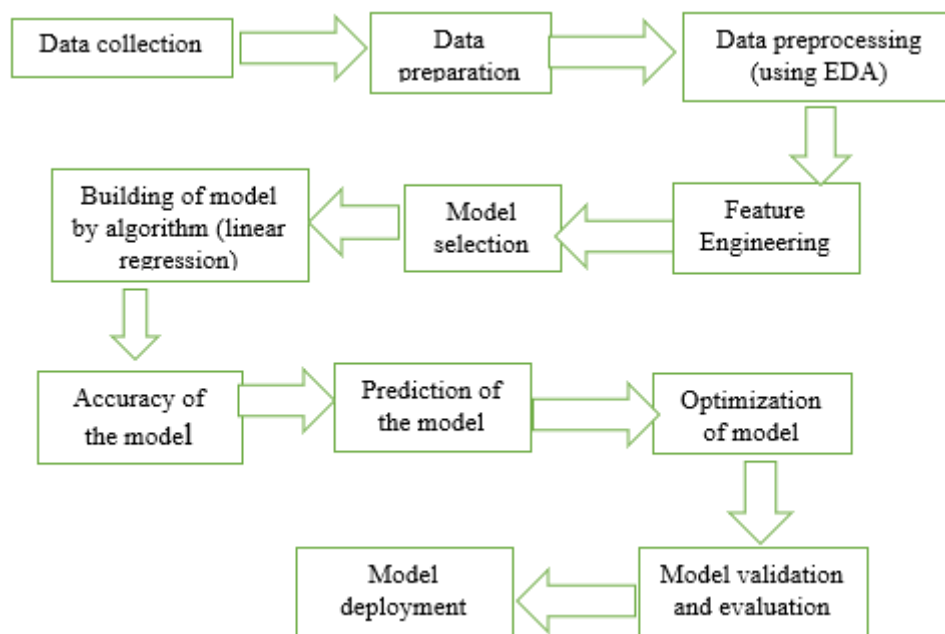 Data collection
Data
preparation
Data preprocessing
(using EDA)
Feature
Engineering
Model
selection
Building of model
by algorithm (linear
regression)
Accuracy of
the model
Prediction of
the model
Optimization
of model
Model validation
and evaluation
Model
deployment